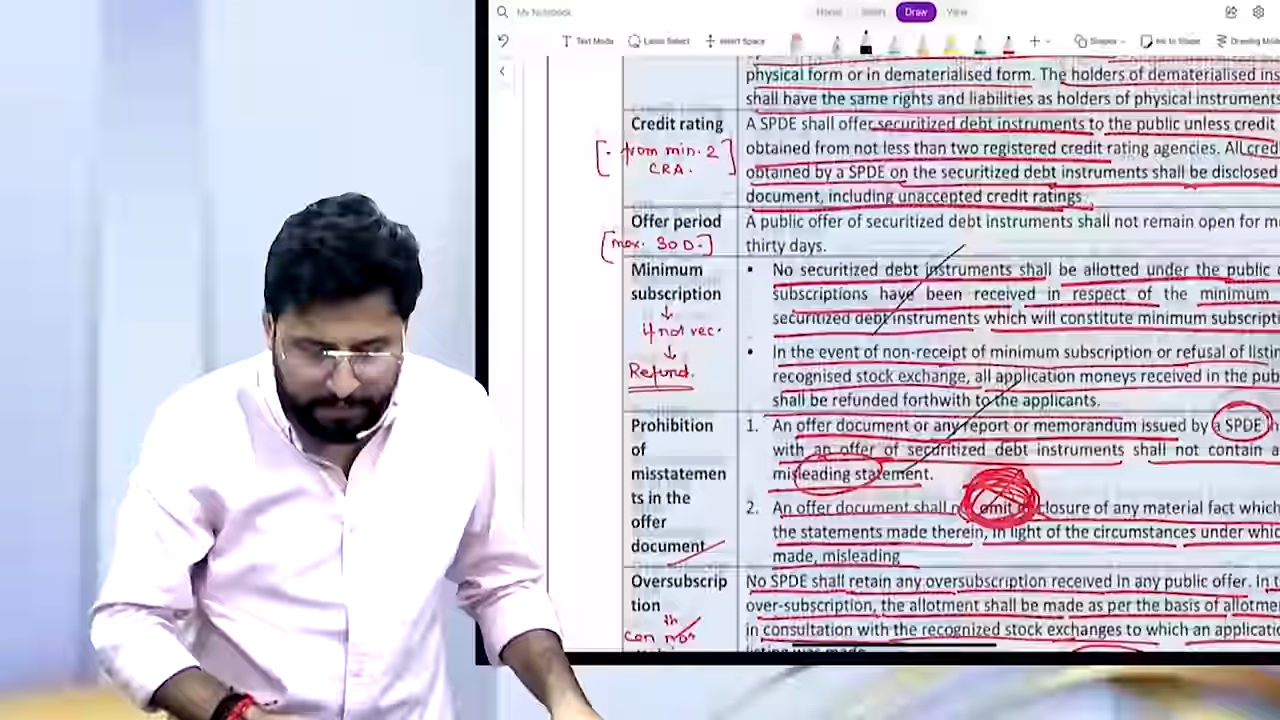 My Notebook
Home Insert Draw View
Text Mode Lasso Select Insert Space Shapes Ink to Shape
physical form or in dematerialised form. The holders of dematerialised
shall have the same rights and liabilities as holders of physical instruments
Credit rating
[. from min. 2
CRA. ]
A SPDE shall offer securitized debt instruments to the public unless credit
obtained from not less than two registered credit rating agencies. All
obtained by a SPDE on the securitized debt instruments shall be disclosed
document, including unaccepted credit ratings.
Offer period
[max. 30 D.]
A public offer of securitized debt instruments shall not remain open for
thirty days.
Minimum
subscription
↓
If not rec.
↓
Refund.
• No securitized debt instruments shall be allotted under the public
subscriptions have been received in respect of the minimum
securitized debt instruments which will constitute minimum
• In the event of non-receipt of minimum subscription or refusal of
recognised stock exchange, all application moneys received in the
shall be refunded forthwith to the applicants.
Prohibition
of
misstatemen
ts in the
offer
document
1. An offer document or any report or memorandum issued by a SPDE
with an offer of securitized debt instruments shall not contain
misleading statement.
2. An offer document shall omit closure of any material fact which
the statements made therein, in light of the circumstances under
made, misleading
Oversubscrip
tion
can not
No SPDE shall retain any oversubscription received in any public offer.
over-subscription, the allotment shall be made as per the basis of
in consultation with the recognized stock exchanges to which an